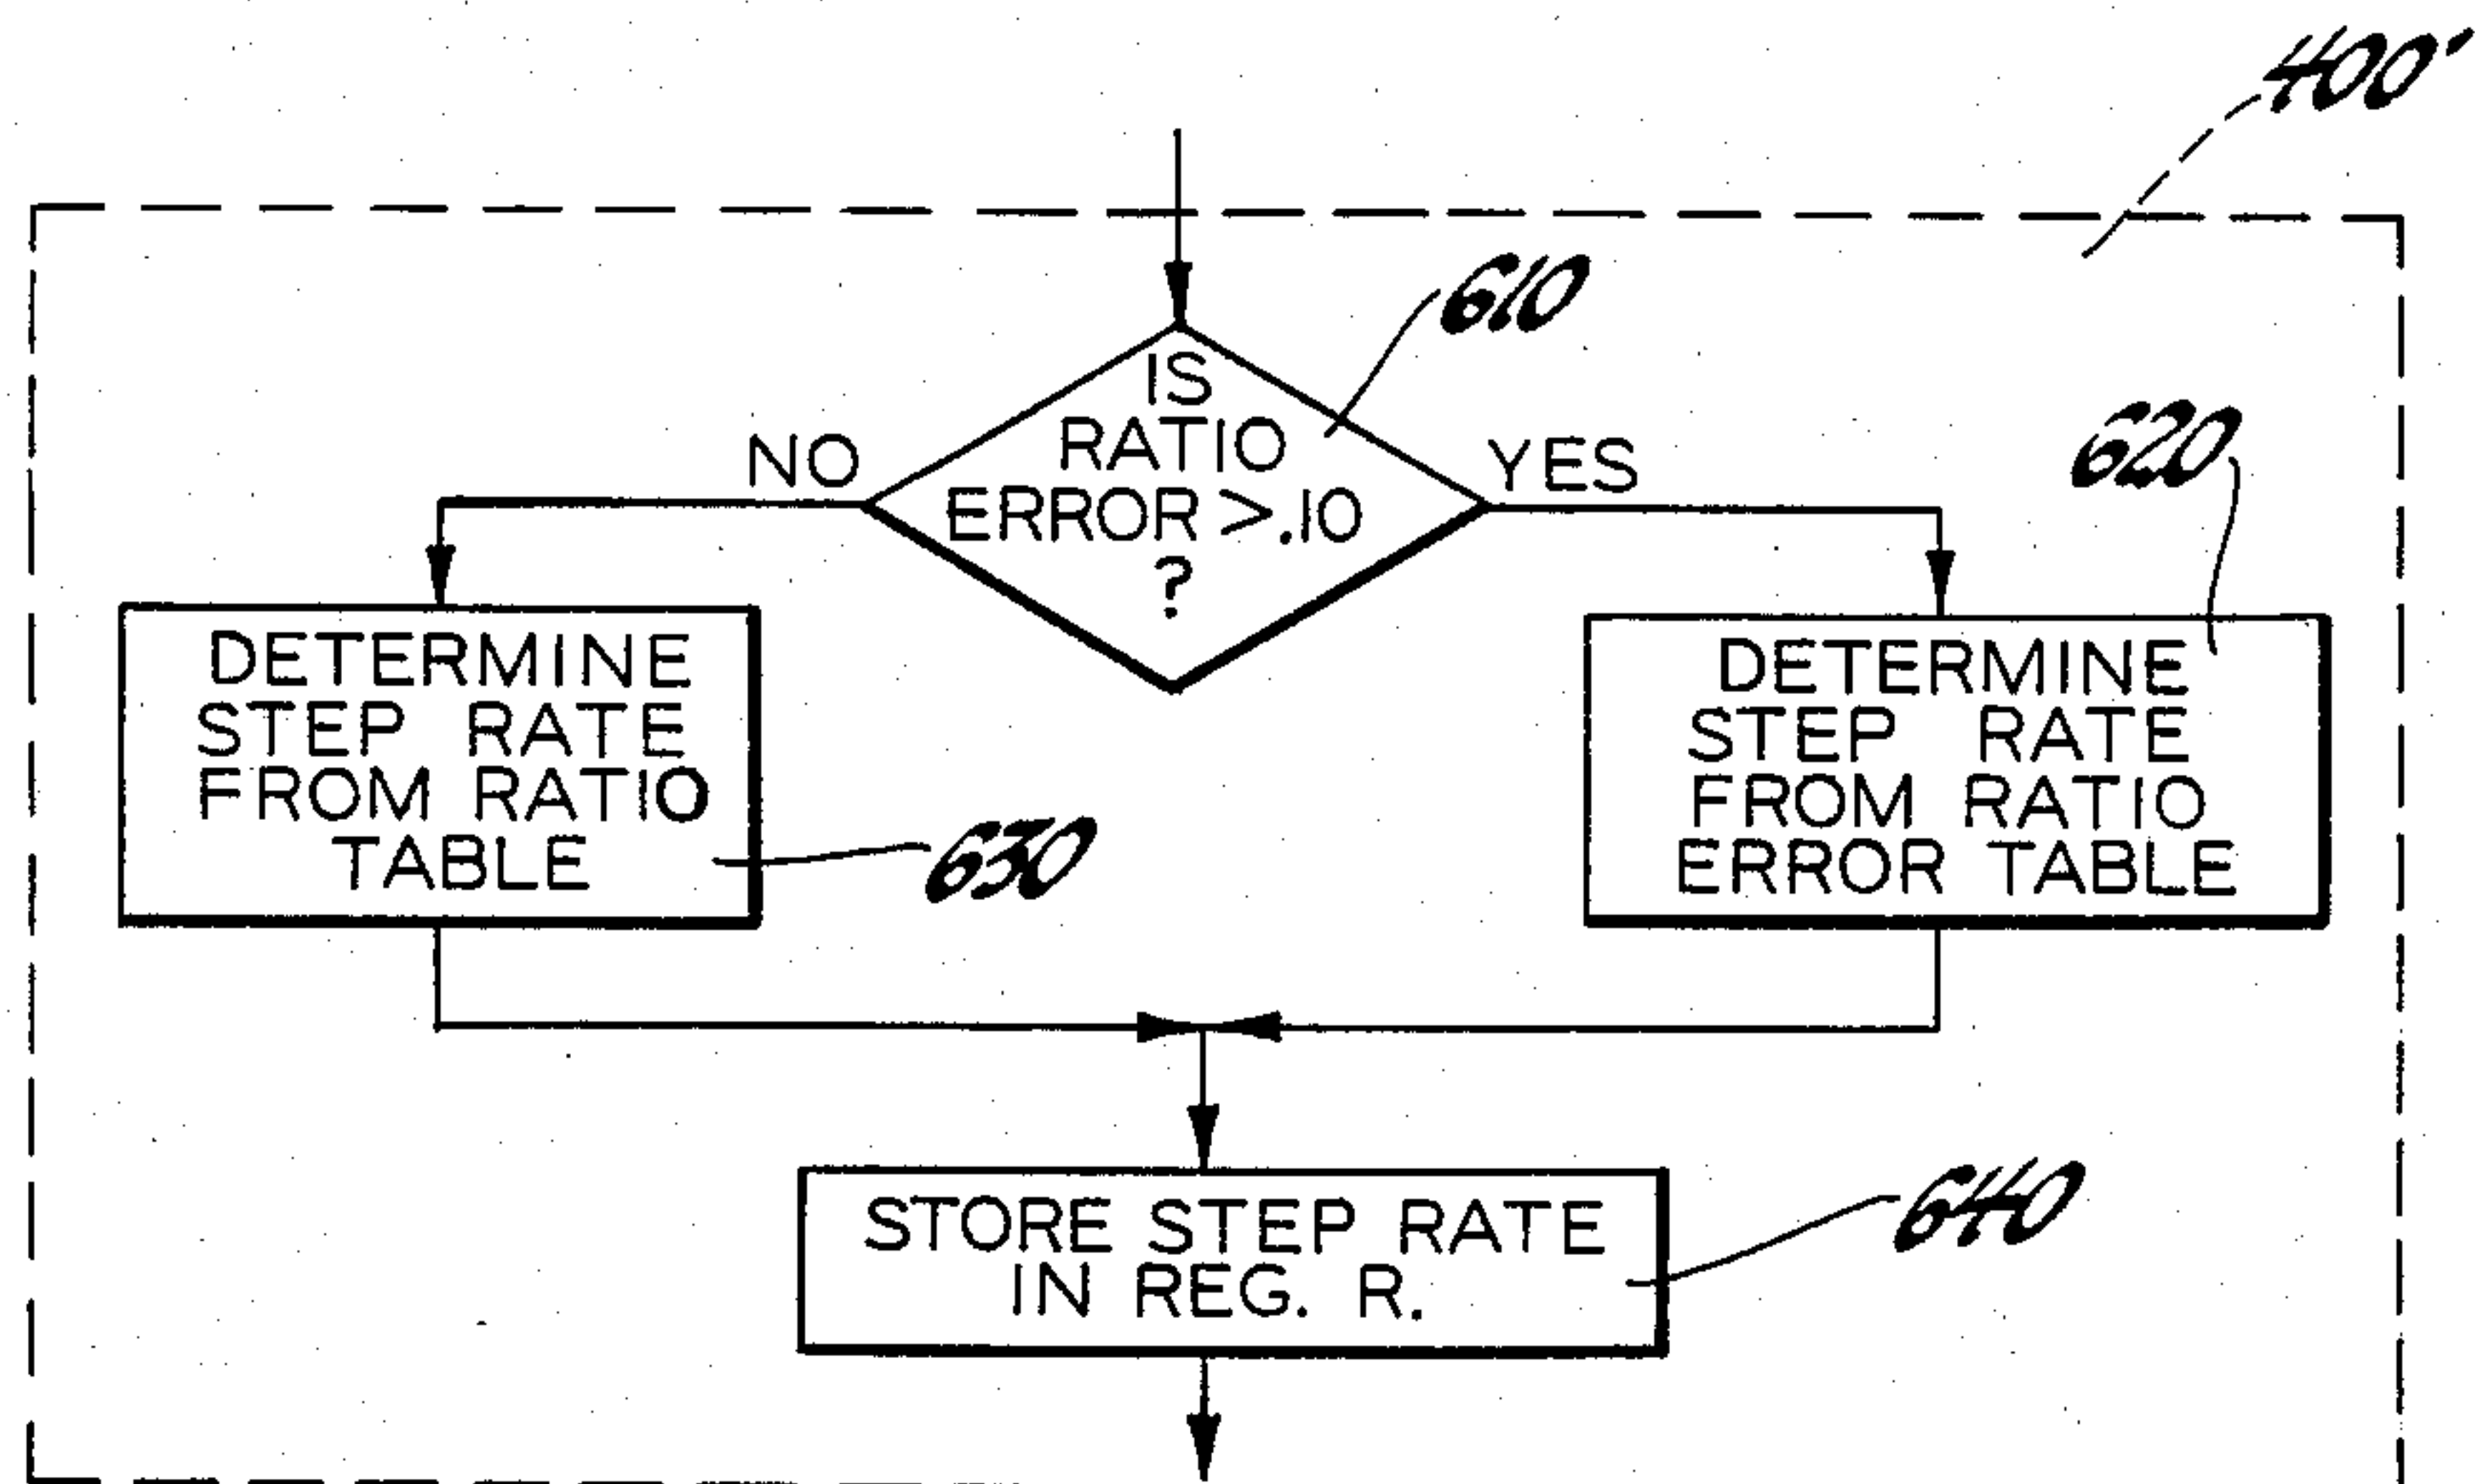 400'
610
IS
RATIO
ERROR >.10
?
NO
YES
620
DETERMINE
STEP RATE
FROM RATIO
TABLE
630
DETERMINE
STEP RATE
FROM RATIO
ERROR TABLE
STORE STEP RATE
IN REG. R.
640